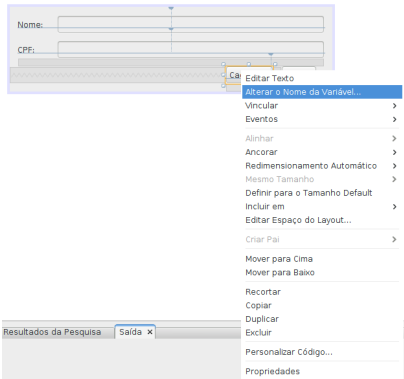 Nome:
CPF:
Ca
Editar Texto
Alterar o Nome da Variável...
Vincular
Eventos
Alinhar
Ancorar
Redimensionamento Automático
Mesmo Tamanho
Definir para o Tamanho Default
Incluir em
Editar Espaço do Layout...
Criar Pai
Mover para Cima
Mover para Baixo
Recortar
Copiar
Duplicar
Excluir
Personalizar Código...
Propriedades
Resultados da Pesquisa
Saída ×